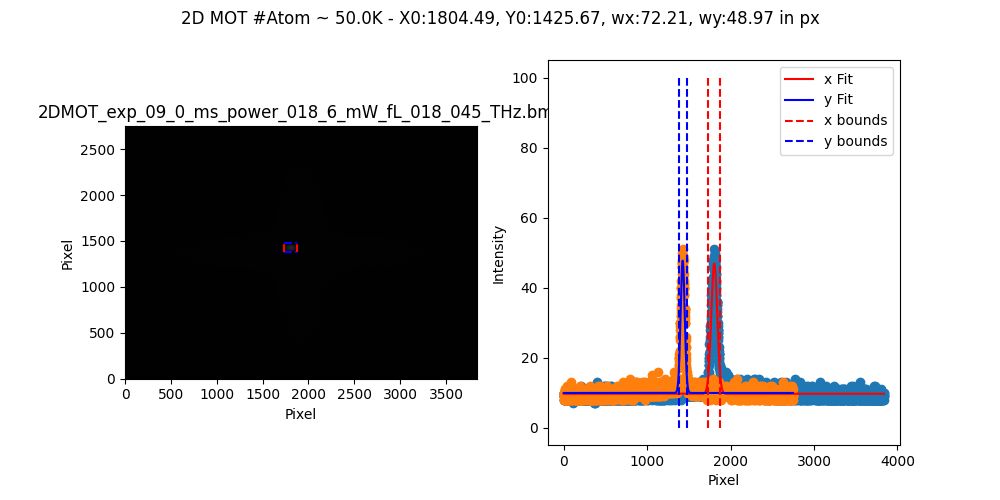 2D MOT #Atom ~ 50.0K - X0:1804.49, Y0:1425.67, wx:72.21, wy:48.97 in px
2DMOT_exp_09_0_ms_power_018_6_mW_fL_018_045_THz.bm
2500
2000
1500
1000
500
0
Pixel
0 500 1000 1500 2000 2500 3000 3500
Pixel
100
80
60
40
20
0
Intensity
0 1000 2000 3000 4000
Pixel
x Fit
y Fit
x bounds
y bounds